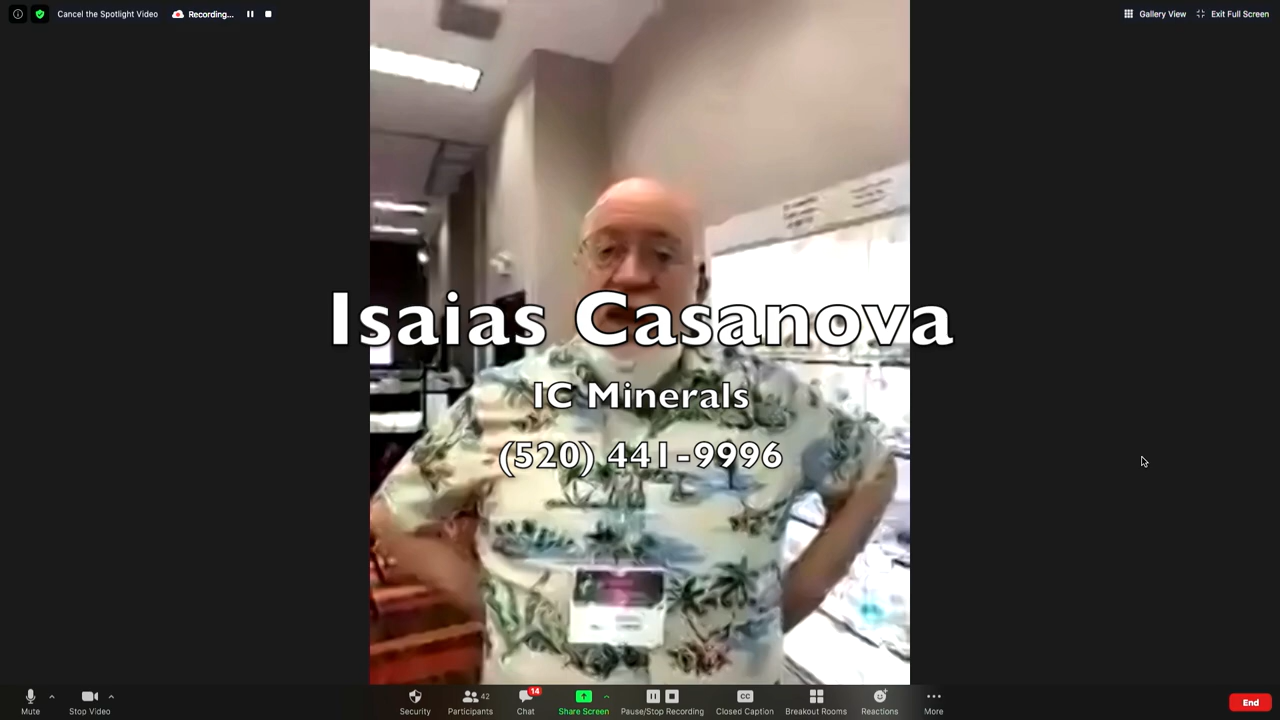 Cancel the Spotlight Video
Recording...
Gallery View
Exit Full Screen
Isaias Casanova
IC Minerals
(520) 441-9996
Mute
Stop Video
Security
Participants
42
Chat
14
Share Screen
Pause/Stop Recording
CC
Closed Caption
Breakout Rooms
Reactions
More
End